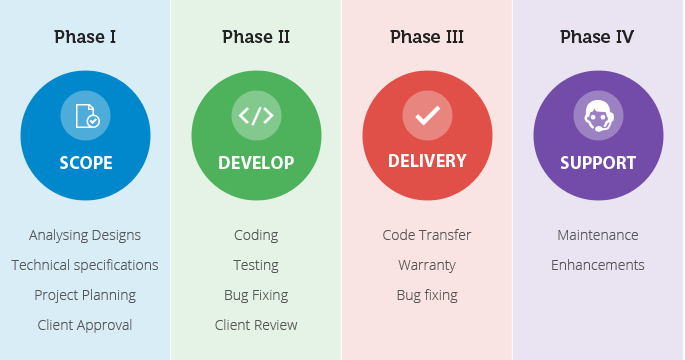 Phase I
SCOPE
Analysing Designs
Technical specifications
Project Planning
Client Approval
Phase II
DEVELOP
Coding
Testing
Bug Fixing
Client Review
Phase III
DELIVERY
Code Transfer
Warranty
Bug fixing
Phase IV
SUPPORT
Maintenance
Enhancements